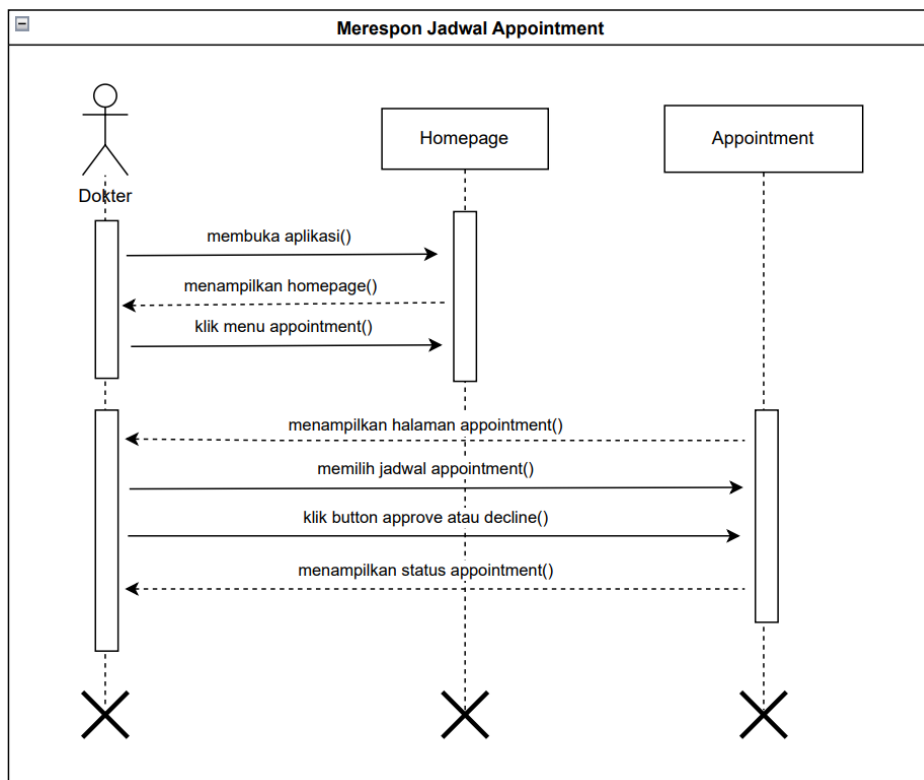 Merespon Jadwal Appointment
Homepage
Appointment
Dokter
membuka aplikasi()
menampilkan homepage()
klik menu appointment()
menampilkan halaman appointment()
memilih jadwal appointment()
klik button approve atau decline()
menampilkan status appointment()